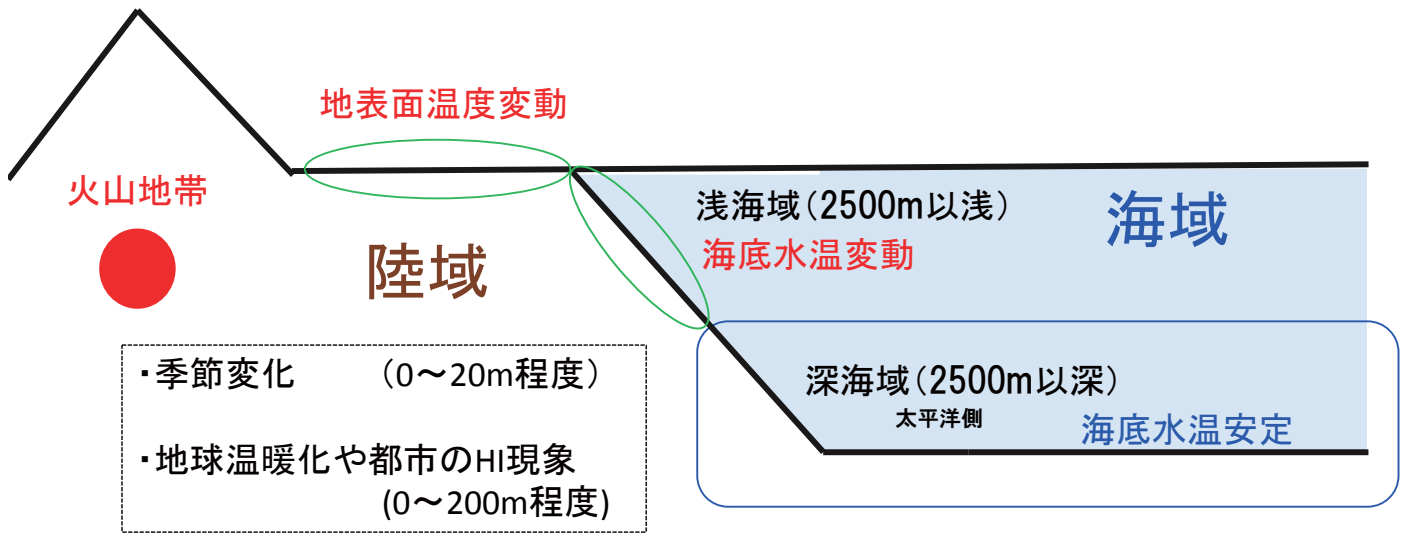 地表面温度変動
火山地帯
陸域
浅海域(2500m以浅)
海底水温変動
海域
・季節変化 (0～20m程度)
・地球温暖化や都市のHI現象
(0～200m程度)
深海域(2500m以深)
太平洋側
海底水温安定